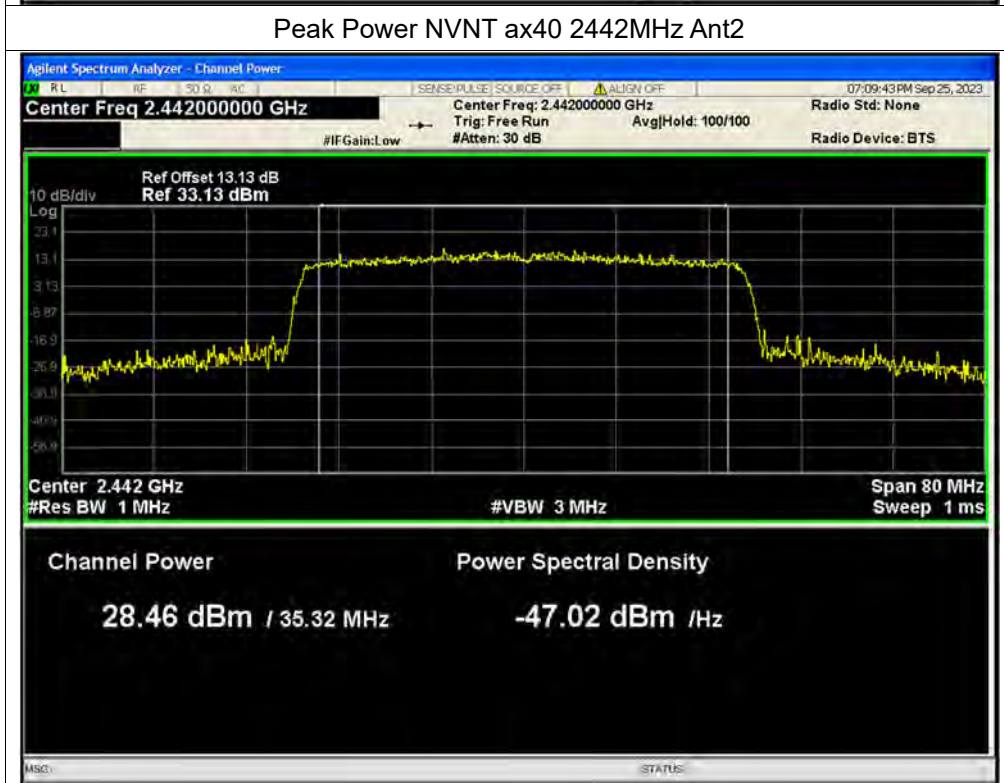 Peak Power NVNT ax40 2442MHz Ant2
Agilent Spectrum Analyzer - Channel Power
RL RF 50 Ω AC SENSE:PULSE SOURCE OFF ALIGN OFF 07:09:43 PM Sep 25, 2023
Center Freq 2.442000000 GHz Center Freq: 2.442000000 GHz Radio Std: None
Trig: Free Run Avg|Hold: 100/100
#IFGain:Low #Atten: 30 dB Radio Device: BTS
Ref Offset 13.13 dB
10 dB/div Ref 33.13 dBm
Log
23.1
13.1
3.13
-6.87
-16.9
-26.9
-36.9
-46.9
-56.9
Center 2.442 GHz Span 80 MHz
#Res BW 1 MHz #VBW 3 MHz Sweep 1 ms
Channel Power Power Spectral Density
28.46 dBm / 35.32 MHz -47.02 dBm /Hz
MSG STATUS